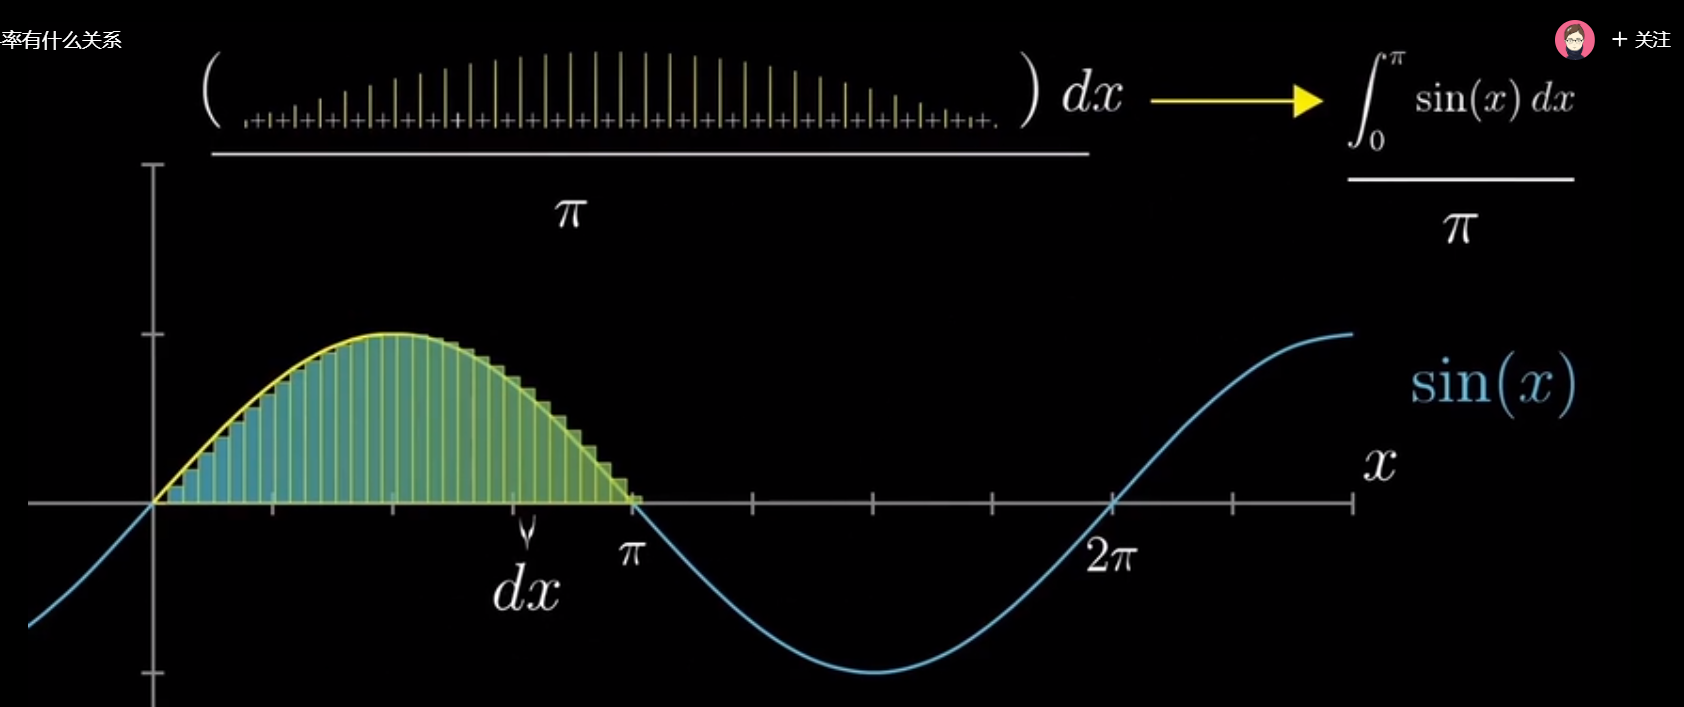 率有什么关系
+ 关注
( + + + + + + + + + + + + + + + + + + + + + + + + + + + + + + ) dx
π
∫₀^π sin(x) dx
π
sin(x)
x
dx
π
2π